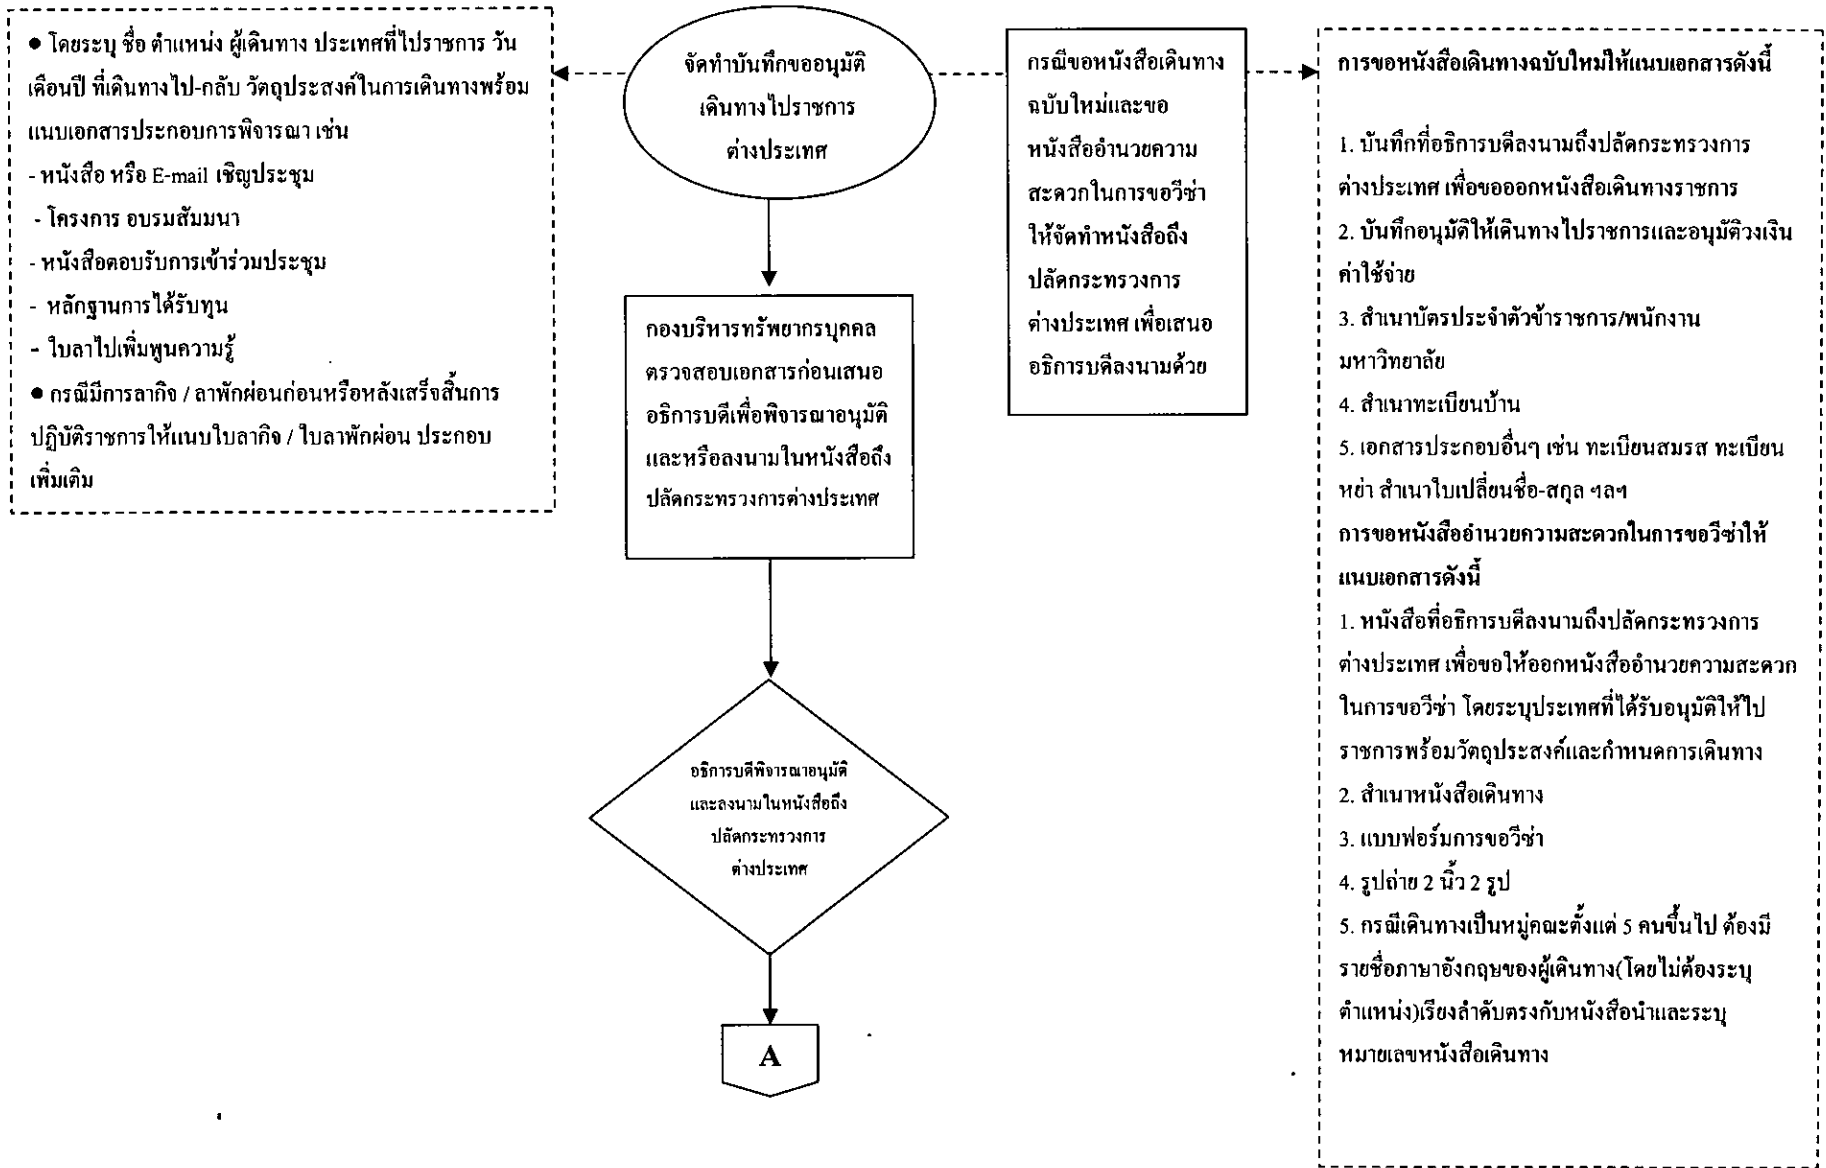 ● โดยระบุ ชื่อ ตำแหน่ง ผู้เดินทาง ประเทศที่ไปราชการ วัน
เดือนปี ที่เดินทางไป-กลับ วัตถุประสงค์ในการเดินทางพร้อม
แนบเอกสารประกอบการพิจารณา เช่น
- หนังสือ หรือ E-mail เชิญประชุม
- โครงการ อบรมสัมมนา
- หนังสือตอบรับการเข้าร่วมประชุม
- หลักฐานการได้รับทุน
- ใบลาไปเพิ่มพูนความรู้
● กรณีมีการลากิจ / ลาพักผ่อนก่อนหรือหลังเสร็จสิ้นการ
ปฏิบัติราชการให้แนบใบลากิจ / ใบลาพักผ่อน ประกอบ
เพิ่มเติม
จัดทำบันทึกขออนุมัติ
เดินทางไปราชการ
ต่างประเทศ
กองบริหารทรัพยากรบุคคล
ตรวจสอบเอกสารก่อนเสนอ
อธิการบดีเพื่อพิจารณาอนุมัติ
และหรือลงนามในหนังสือถึง
ปลัดกระทรวงการต่างประเทศ
อธิการบดีพิจารณาอนุมัติ
และลงนามในหนังสือถึง
ปลัดกระทรวงการ
ต่างประเทศ
A
กรณีขอหนังสือเดินทาง
ฉบับใหม่และขอ
หนังสืออำนวยความ
สะดวกในการขอวีซ่า
ให้จัดทำหนังสือถึง
ปลัดกระทรวงการ
ต่างประเทศ เพื่อเสนอ
อธิการบดีลงนามด้วย
การขอหนังสือเดินทางฉบับใหม่ให้แนบเอกสารดังนี้
1. บันทึกที่อธิการบดีลงนามถึงปลัดกระทรวงการ
ต่างประเทศ เพื่อขอออกหนังสือเดินทางราชการ
2. บันทึกอนุมัติให้เดินทางไปราชการและอนุมัติวงเงิน
ค่าใช้จ่าย
3. สำเนาบัตรประจำตัวข้าราชการ/พนักงาน
มหาวิทยาลัย
4. สำเนาทะเบียนบ้าน
5. เอกสารประกอบอื่นๆ เช่น ทะเบียนสมรส ทะเบียน
หย่า สำเนาใบเปลี่ยนชื่อ-สกุล ฯลฯ
การขอหนังสืออำนวยความสะดวกในการขอวีซ่าให้
แนบเอกสารดังนี้
1. หนังสือที่อธิการบดีลงนามถึงปลัดกระทรวงการ
ต่างประเทศ เพื่อขอให้ออกหนังสืออำนวยความสะดวก
ในการขอวีซ่า โดยระบุประเทศที่ได้รับอนุมัติให้ไป
ราชการพร้อมวัตถุประสงค์และกำหนดการเดินทาง
2. สำเนาหนังสือเดินทาง
3. แบบฟอร์มการขอวีซ่า
4. รูปถ่าย 2 นิ้ว 2 รูป
5. กรณีเดินทางเป็นหมู่คณะตั้งแต่ 5 คนขึ้นไป ต้องมี
รายชื่อภาษาอังกฤษของผู้เดินทาง(โดยไม่ต้องระบุ
ตำแหน่ง)เรียงลำดับตรงกับหนังสือนำและระบุ
หมายเลขหนังสือเดินทาง